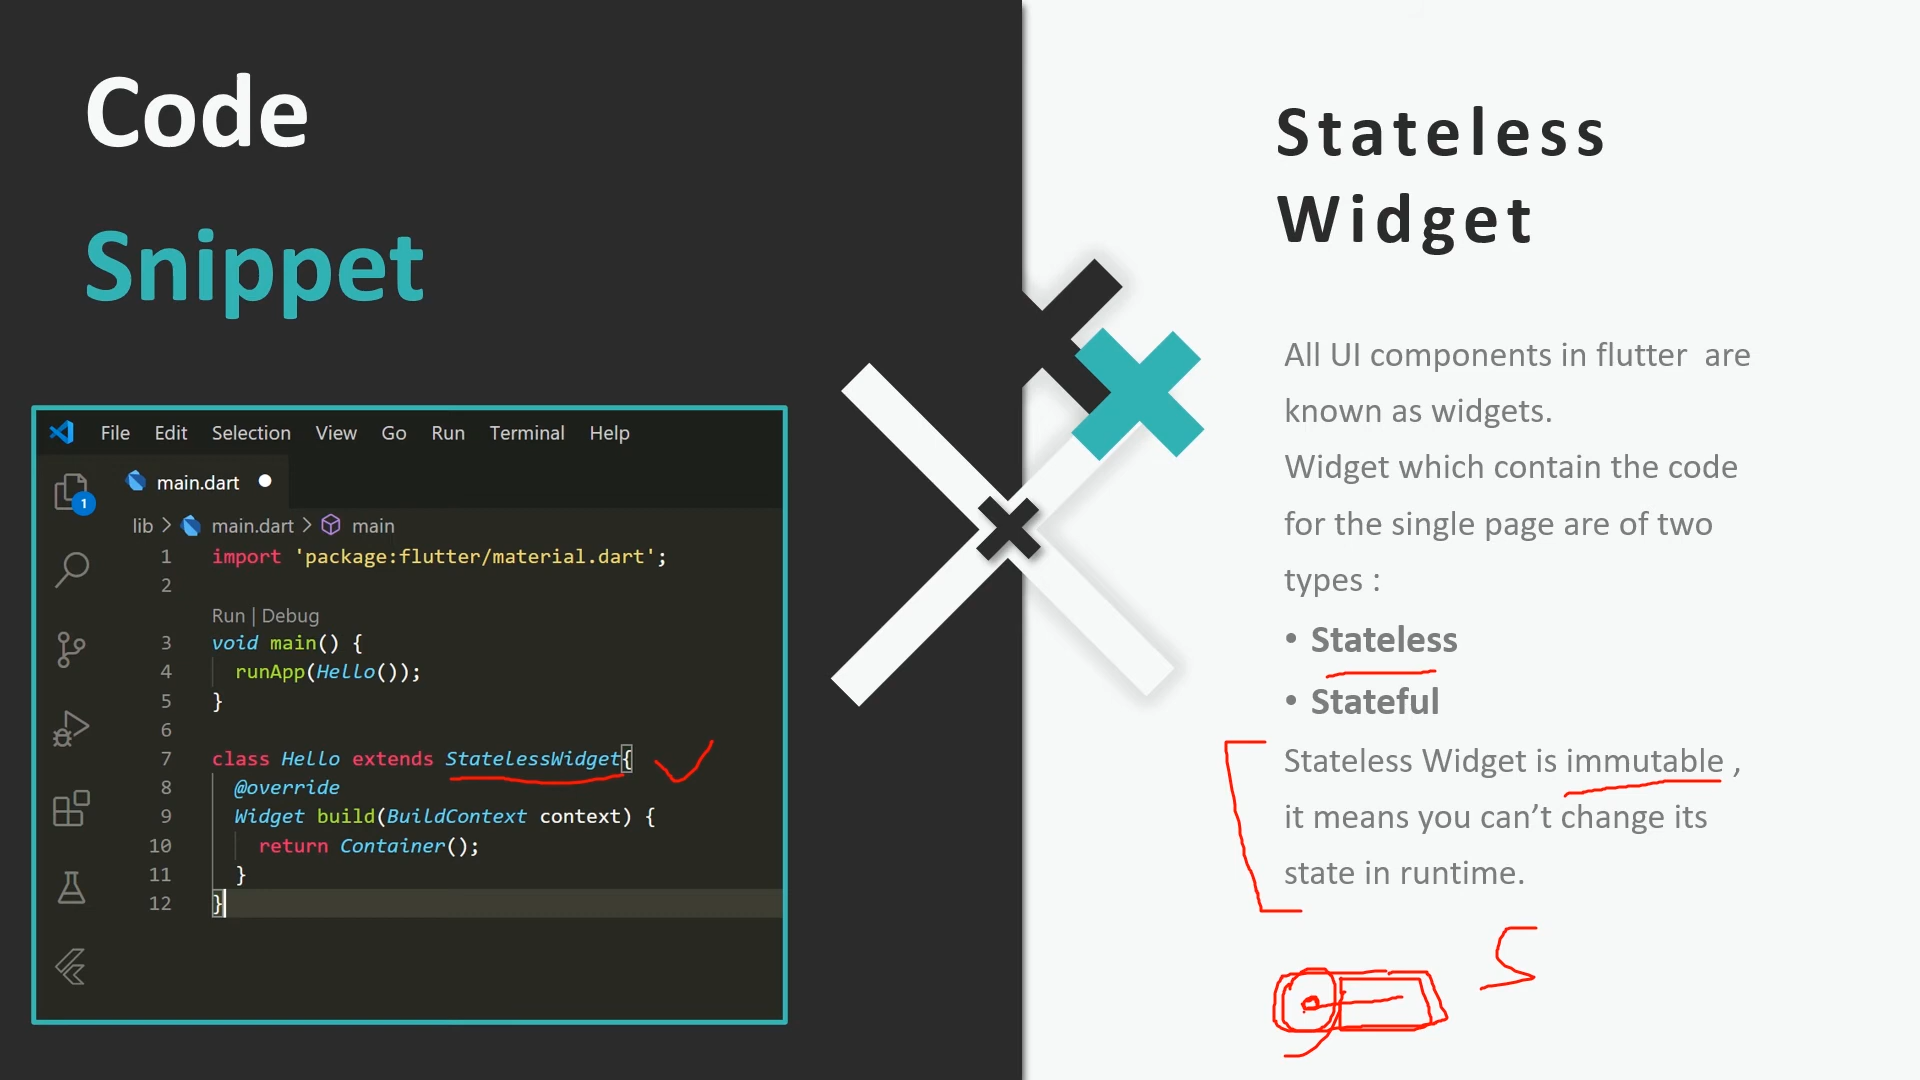 Code
Snippet
File Edit Selection View Go Run Terminal Help
1
main.dart
lib > main.dart > main
1 import 'package:flutter/material.dart';
2
Run | Debug
3 void main() {
4 runApp(Hello());
5 }
6
7 class Hello extends StatelessWidget{
8 @override
9 Widget build(BuildContext context) {
10 return Container();
11 }
12 }
Stateless
Widget
All UI components in flutter  are
known as widgets.
Widget which contain the code
for the single page are of two
types :
• Stateless
• Stateful
Stateless Widget is immutable ,
it means you can’t change its
state in runtime.